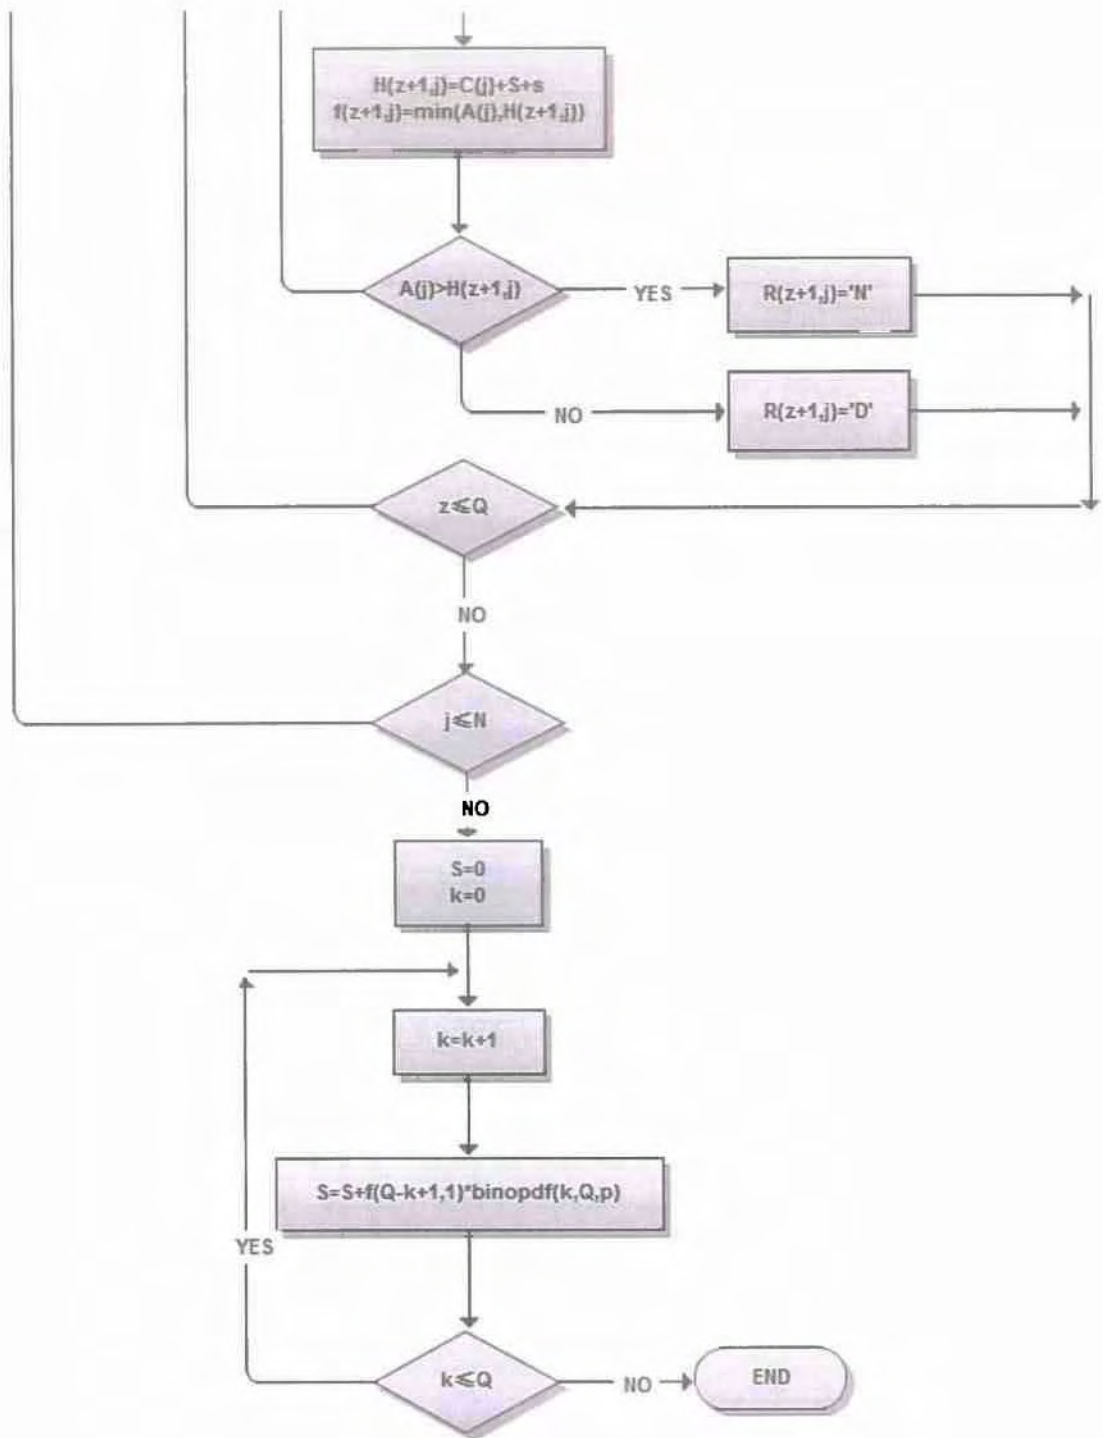 H(z+1,j)=C(j)+S+s
f(z+1,j)=min(A(j),H(z+1,j))
A(j)>H(z+1,j)
YES
R(z+1,j)='N'
NO
R(z+1,j)='D'
z⩽Q
NO
j⩽N
NO
S=0
k=0
k=k+1
S=S+f(Q-k+1,1)*binopdf(k,Q,p)
YES
k⩽Q
NO
END